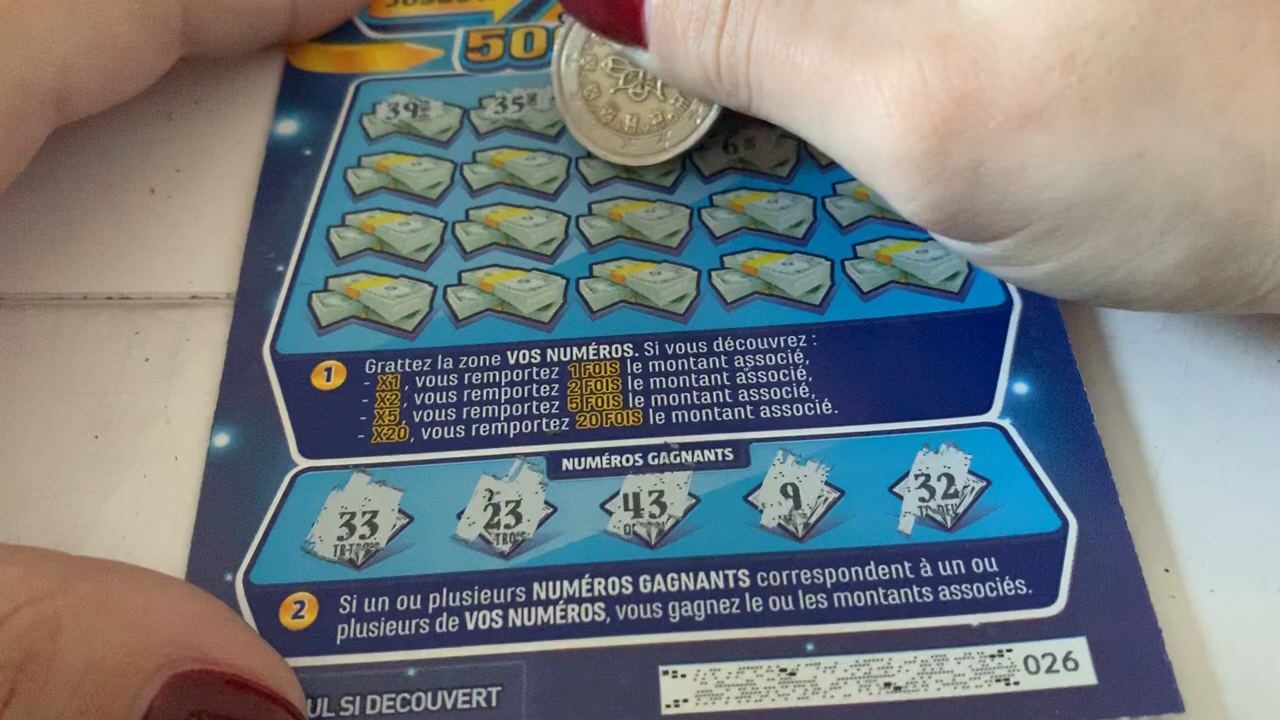 50
39
35
6
1 Grattez la zone VOS NUMÉROS. Si vous découvrez :
- X1, vous remportez 1 FOIS le montant associé,
- X2, vous remportez 2 FOIS le montant associé,
- X5, vous remportez 5 FOIS le montant associé,
- X20, vous remportez 20 FOIS le montant associé.
NUMÉROS GAGNANTS
33 23 43 9 32
2 Si un ou plusieurs NUMÉROS GAGNANTS correspondent à un ou
plusieurs de VOS NUMÉROS, vous gagnez le ou les montants associés.
026
UL SI DECOUVERT